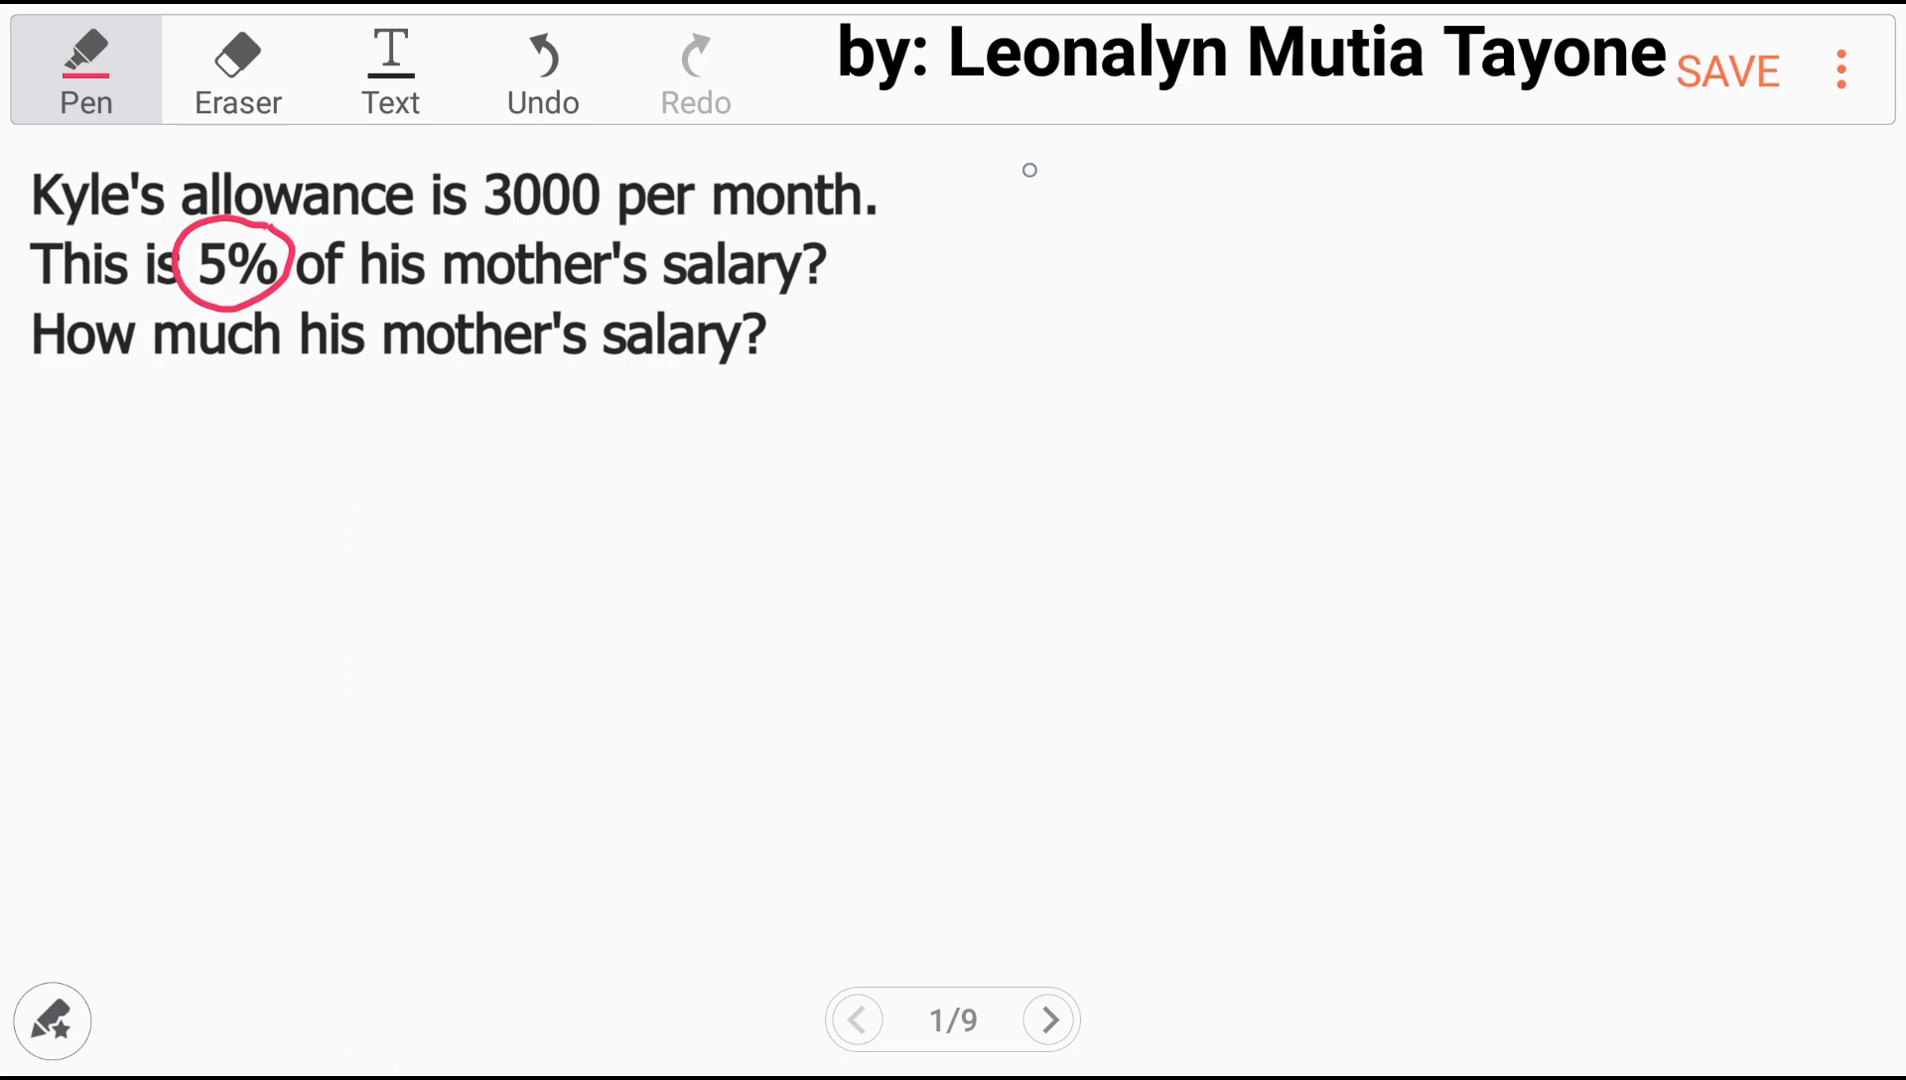 by: Leonalyn Mutia Tayone
SAVE
Pen
Eraser
Text
Undo
Redo
Kyle's allowance is 3000 per month.
This is 5% of his mother's salary?
How much his mother's salary?
1/9